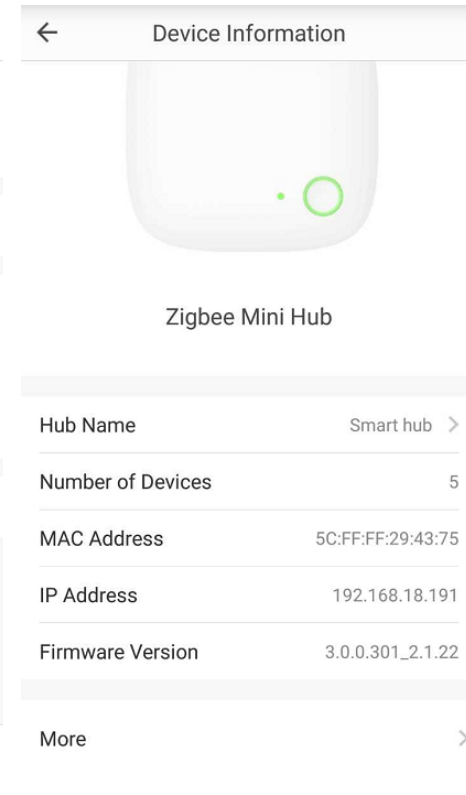 Device Information
Zigbee Mini Hub
Hub Name Smart hub
Number of Devices 5
MAC Address 5C:FF:FF:29:43:75
IP Address 192.168.18.191
Firmware Version 3.0.0.301_2.1.22
More